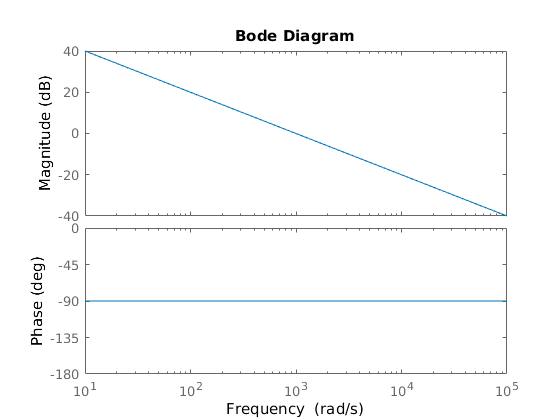 Bode Diagram
Magnitude (dB)
40
20
0
-20
-40
Phase (deg)
0
-45
-90
-135
-180
10^1 10^2 10^3 10^4 10^5
Frequency (rad/s)